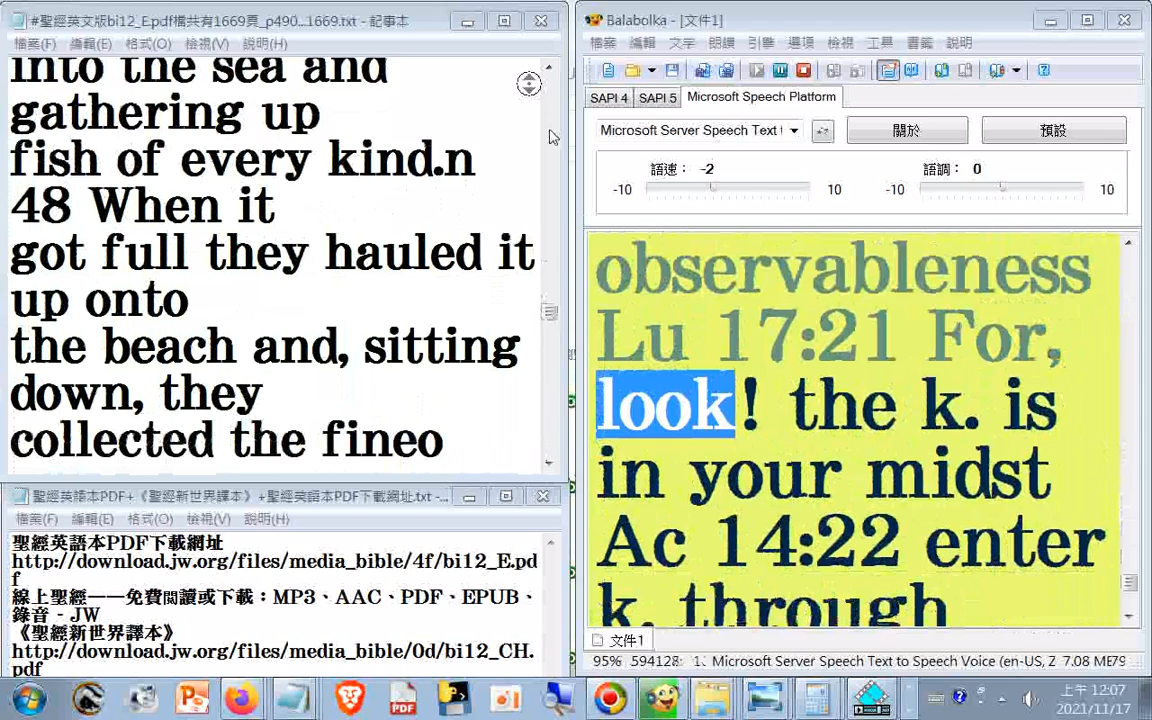 #聖經英文版bi12_E.pdf檔共有1669頁_p490...1669.txt - 記事本
檔案(F) 編輯(E) 格式(O) 檢視(V) 說明(H)
into the sea and
gathering up
fish of every kind.n
48 When it
got full they hauled it
up onto
the beach and, sitting
down, they
collected the fineo
聖經英語本PDF+《聖經新世界譯本》+聖經英語本PDF下載網址.txt - ...
檔案(F) 編輯(E) 格式(O) 檢視(V) 說明(H)
聖經英語本PDF下載網址
http://download.jw.org/files/media_bible/4f/bi12_E.pd
f
線上聖經——免費閱讀或下載：MP3、AAC、PDF、EPUB、
錄音 - JW
《聖經新世界譯本》
http://download.jw.org/files/media_bible/0d/bi12_CH.
pdf
Balabolka - [文件1]
檔案 編輯 文字 朗讀 引擎 選項 檢視 工具 書籤 說明
SAPI 4 SAPI 5 Microsoft Speech Platform
Microsoft Server Speech Text 關於 預設
語速： -2 語調： 0
-10 10 -10 10
observableness
Lu 17:21 For,
look! the k. is
in your midst
Ac 14:22 enter
k. through
文件1
95% 594128: Microsoft Server Speech Text to Speech Voice (en-US, Z 7.08 ME
上午 12:07
2021/11/17